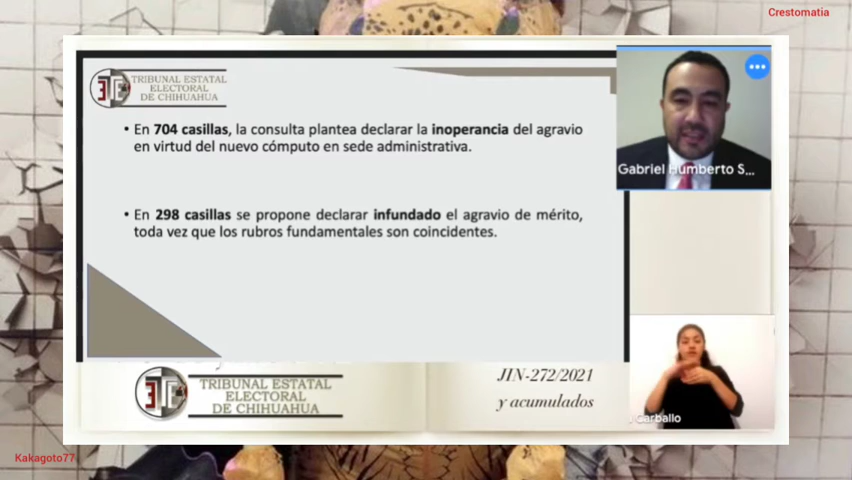 Crestomatia
TRIBUNAL ESTATAL
ELECTORAL
DE CHIHUAHUA
• En 704 casillas, la consulta plantea declarar la inoperancia del agravio
en virtud del nuevo cómputo en sede administrativa.
Gabriel Humberto S...
• En 298 casillas se propone declarar infundado el agravio de mérito,
toda vez que los rubros fundamentales son coincidentes.
TRIBUNAL ESTATAL
ELECTORAL
DE CHIHUAHUA
JIN-272/2021
y acumulados
Carballo
Kakagoto77